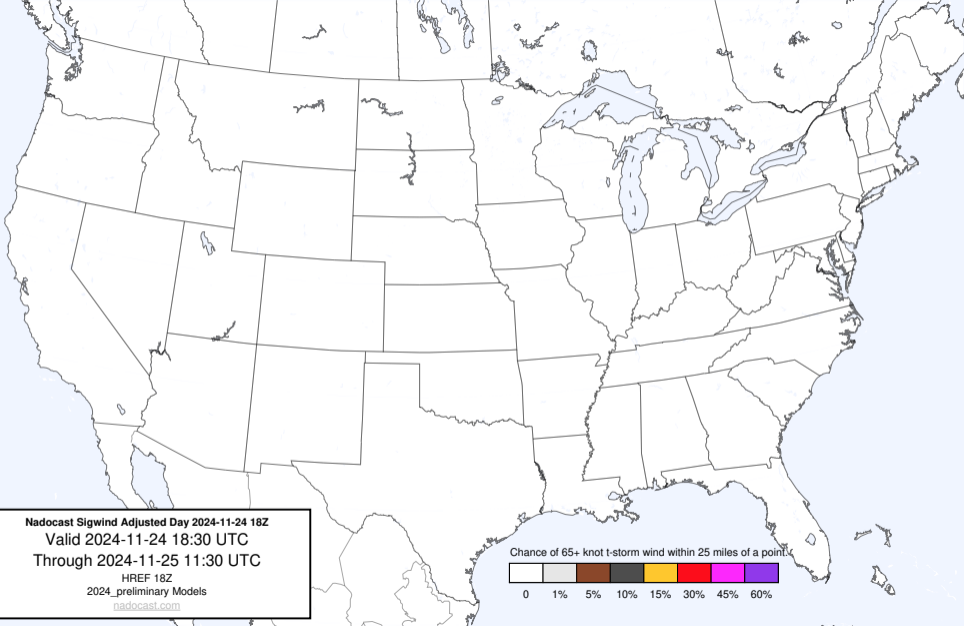 Nadocast Sigwind Adjusted Day 2024-11-24 18Z
Valid 2024-11-24 18:30 UTC
Through 2024-11-25 11:30 UTC
HREF 18Z
2024_preliminary Models
nadocast.com
Chance of 65+ knot t-storm wind within 25 miles of a point.
0 1% 5% 10% 15% 30% 45% 60%